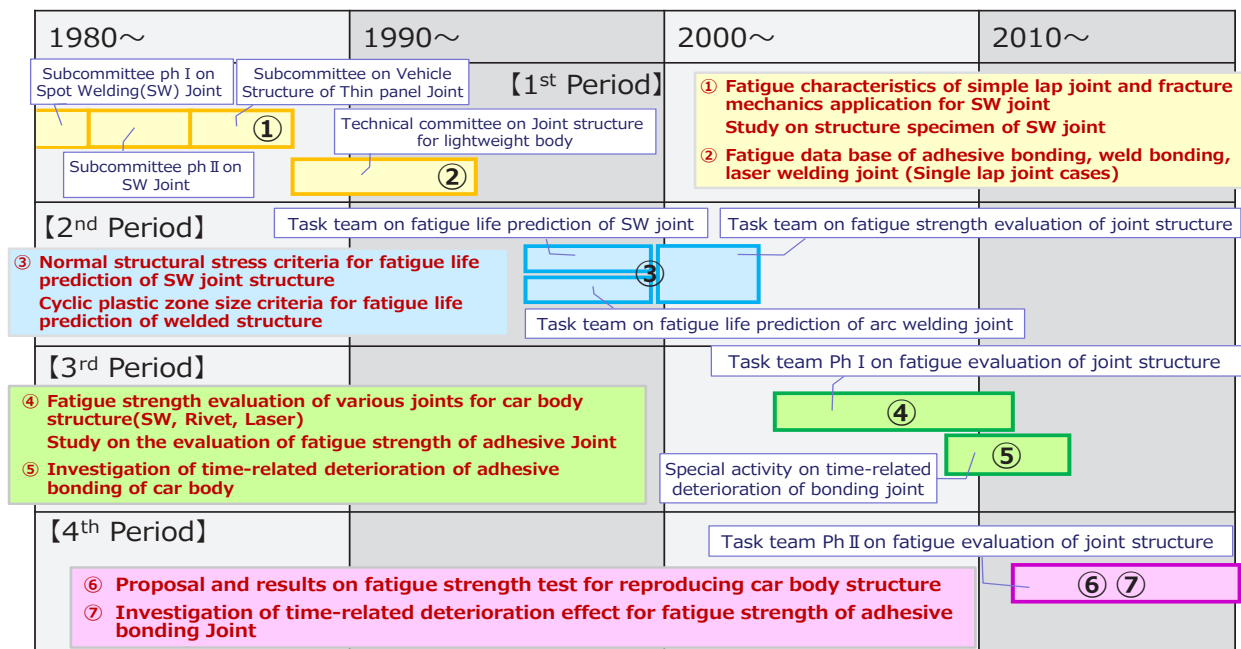 1980～
1990～
2000～
2010～
Subcommittee ph Ⅰ on
Spot Welding(SW) Joint
Subcommittee on Vehicle
Structure of Thin panel Joint
【1st Period】
①
Subcommittee ph Ⅱ on
SW Joint
Technical committee on Joint structure
for lightweight body
②
① Fatigue characteristics of simple lap joint and fracture
mechanics application for SW joint
Study on structure specimen of SW joint
② Fatigue data base of adhesive bonding, weld bonding,
laser welding joint (Single lap joint cases)
【2nd Period】
Task team on fatigue life prediction of SW joint
Task team on fatigue strength evaluation of joint structure
③ Normal structural stress criteria for fatigue life
prediction of SW joint structure
Cyclic plastic zone size criteria for fatigue life
prediction of welded structure
③
Task team on fatigue life prediction of arc welding joint
【3rd Period】
Task team Ph Ⅰ on fatigue evaluation of joint structure
④ Fatigue strength evaluation of various joints for car body
structure(SW, Rivet, Laser)
Study on the evaluation of fatigue strength of adhesive Joint
⑤ Investigation of time-related deterioration of adhesive
bonding of car body
④
⑤
Special activity on time-related
deterioration of bonding joint
【4th Period】
Task team Ph Ⅱ on fatigue evaluation of joint structure
⑥ Proposal and results on fatigue strength test for reproducing car body structure
⑦ Investigation of time-related deterioration effect for fatigue strength of adhesive
bonding Joint
⑥ ⑦